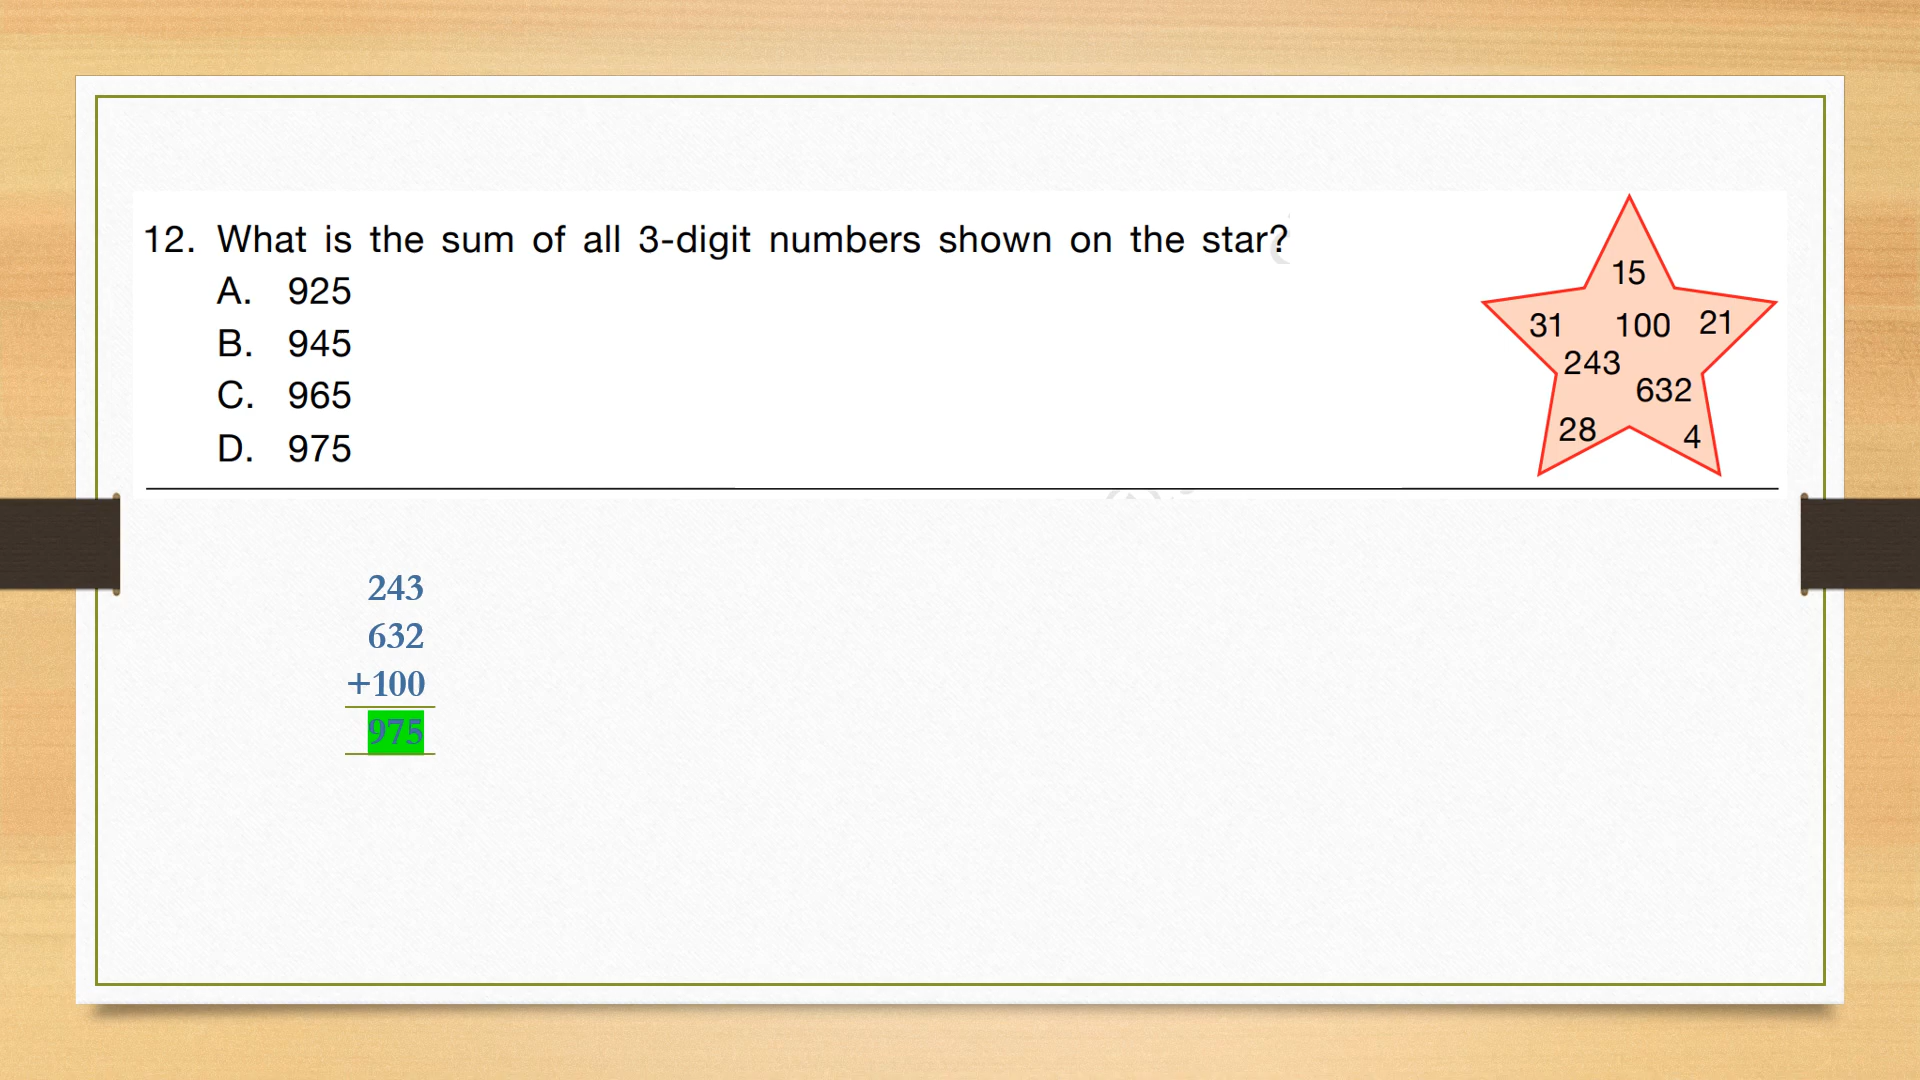 12. What is the sum of all 3-digit numbers shown on the star?
A. 925
B. 945
C. 965
D. 975
15
31 100 21
243
632
28 4
243
632
+100
975